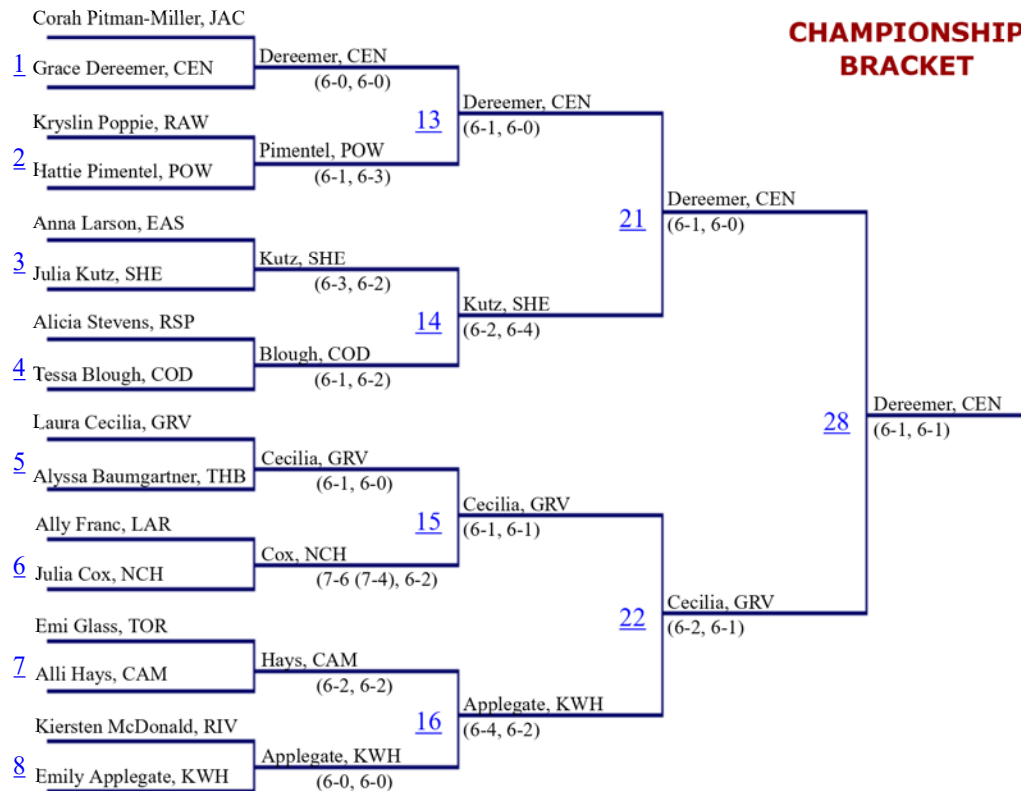 Corah Pitman-Miller, JAC
CHAMPIONSHIP
BRACKET
1
Grace Dereemer, CEN
Dereemer, CEN
(6-0, 6-0)
Kryslin Poppie, RAW
13
Dereemer, CEN
(6-1, 6-0)
2
Hattie Pimentel, POW
Pimentel, POW
(6-1, 6-3)
21
Dereemer, CEN
(6-1, 6-0)
Anna Larson, EAS
3
Julia Kutz, SHE
Kutz, SHE
(6-3, 6-2)
Alicia Stevens, RSP
14
Kutz, SHE
(6-2, 6-4)
4
Tessa Blough, COD
Blough, COD
(6-1, 6-2)
28
Dereemer, CEN
(6-1, 6-1)
Laura Cecilia, GRV
5
Alyssa Baumgartner, THB
Cecilia, GRV
(6-1, 6-0)
Ally Franc, LAR
15
Cecilia, GRV
(6-1, 6-1)
6
Julia Cox, NCH
Cox, NCH
(7-6 (7-4), 6-2)
22
Cecilia, GRV
(6-2, 6-1)
Emi Glass, TOR
7
Alli Hays, CAM
Hays, CAM
(6-2, 6-2)
Kiersten McDonald, RIV
16
Applegate, KWH
(6-4, 6-2)
8
Emily Applegate, KWH
Applegate, KWH
(6-0, 6-0)